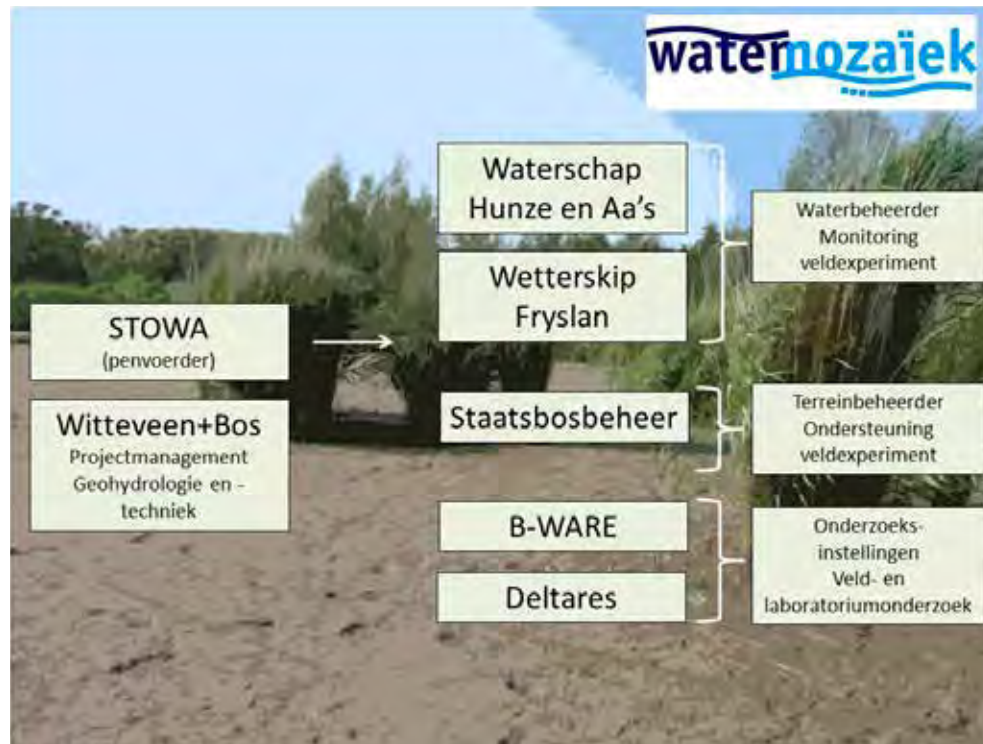 watermozaïek
Waterschap
Hunze en Aa's
Wetterskip
Fryslan
Waterbeheerder
Monitoring
veldexperiment
STOWA
(penvoerder)
Witteveen+Bos
Projectmanagement
Geohydrologie en -
techniek
Staatsbosbeheer
Terreinbeheerder
Ondersteuning
veldexperiment
B-WARE
Deltares
Onderzoeks-
instellingen
Veld- en
laboratoriumonderzoek